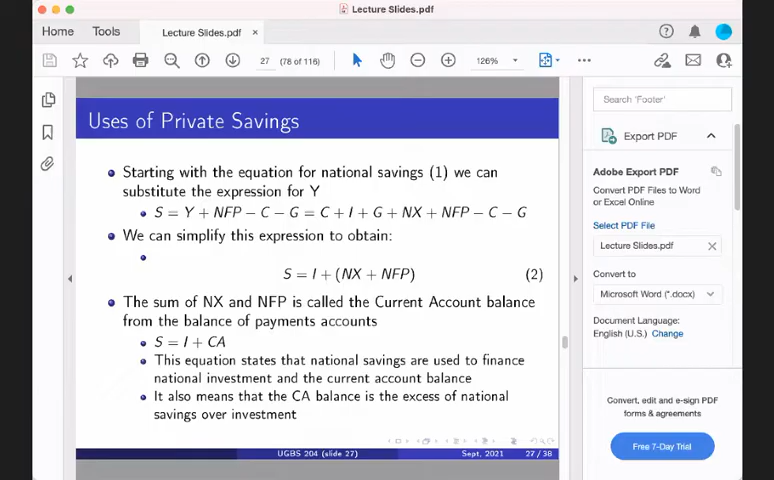 Lecture Slides.pdf
Home
Tools
Lecture Slides.pdf ×
27 (78 of 116)
126%
Search 'Footer'
Export PDF
Adobe Export PDF
Convert PDF Files to Word
or Excel Online
Select PDF File
Lecture Slides.pdf
Convert to
Microsoft Word (*.docx)
Document Language:
English (U.S.) Change
Convert, edit and e-sign PDF
forms & agreements
Free 7-Day Trial
Uses of Private Savings
Starting with the equation for national savings (1) we can
substitute the expression for Y
S = Y + NFP − C − G = C + I + G + NX + NFP − C − G
We can simplify this expression to obtain:
S = I + (NX + NFP) (2)
The sum of NX and NFP is called the Current Account balance
from the balance of payments accounts
S = I + CA
This equation states that national savings are used to finance
national investment and the current account balance
It also means that the CA balance is the excess of national
savings over investment
UGBS 204 (slide 27) Sept, 2021 27 / 38